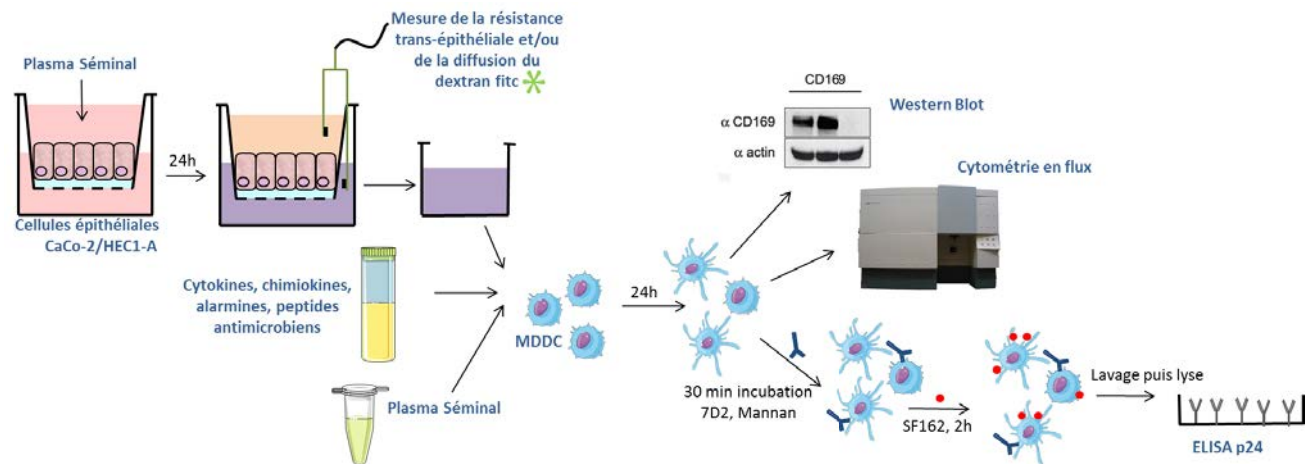 Mesure de la résistance
trans-épithéliale et/ou
de la diffusion du
dextran fitc
Plasma Séminal
24h
Cellules épithéliales
CaCo-2/HEC1-A
Cytokines, chimiokines,
alarmines, peptides
antimicrobiens
Plasma Séminal
MDDC
24h
CD169
α CD169
α actin
Western Blot
Cytométrie en flux
30 min incubation
7D2, Mannan
SF162, 2h
Lavage puis lyse
ELISA p24